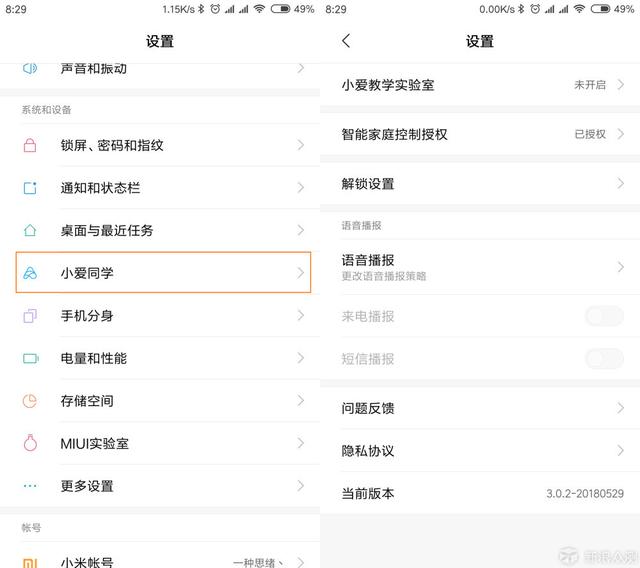 8:29 1.15K/s 49%
设置
声音和振动
系统和设备
锁屏、密码和指纹
通知和状态栏
桌面与最近任务
小爱同学
手机分身
电量和性能
存储空间
MIUI实验室
更多设置
帐号
小米帐号 一种思绪丶
8:29 0.00K/s 49%
设置
小爱教学实验室 未开启
智能家庭控制授权 已授权
解锁设置
语音播报
语音播报
更改语音播报策略
来电播报
短信播报
问题反馈
隐私协议
当前版本 3.0.2-20180529
新浪众测